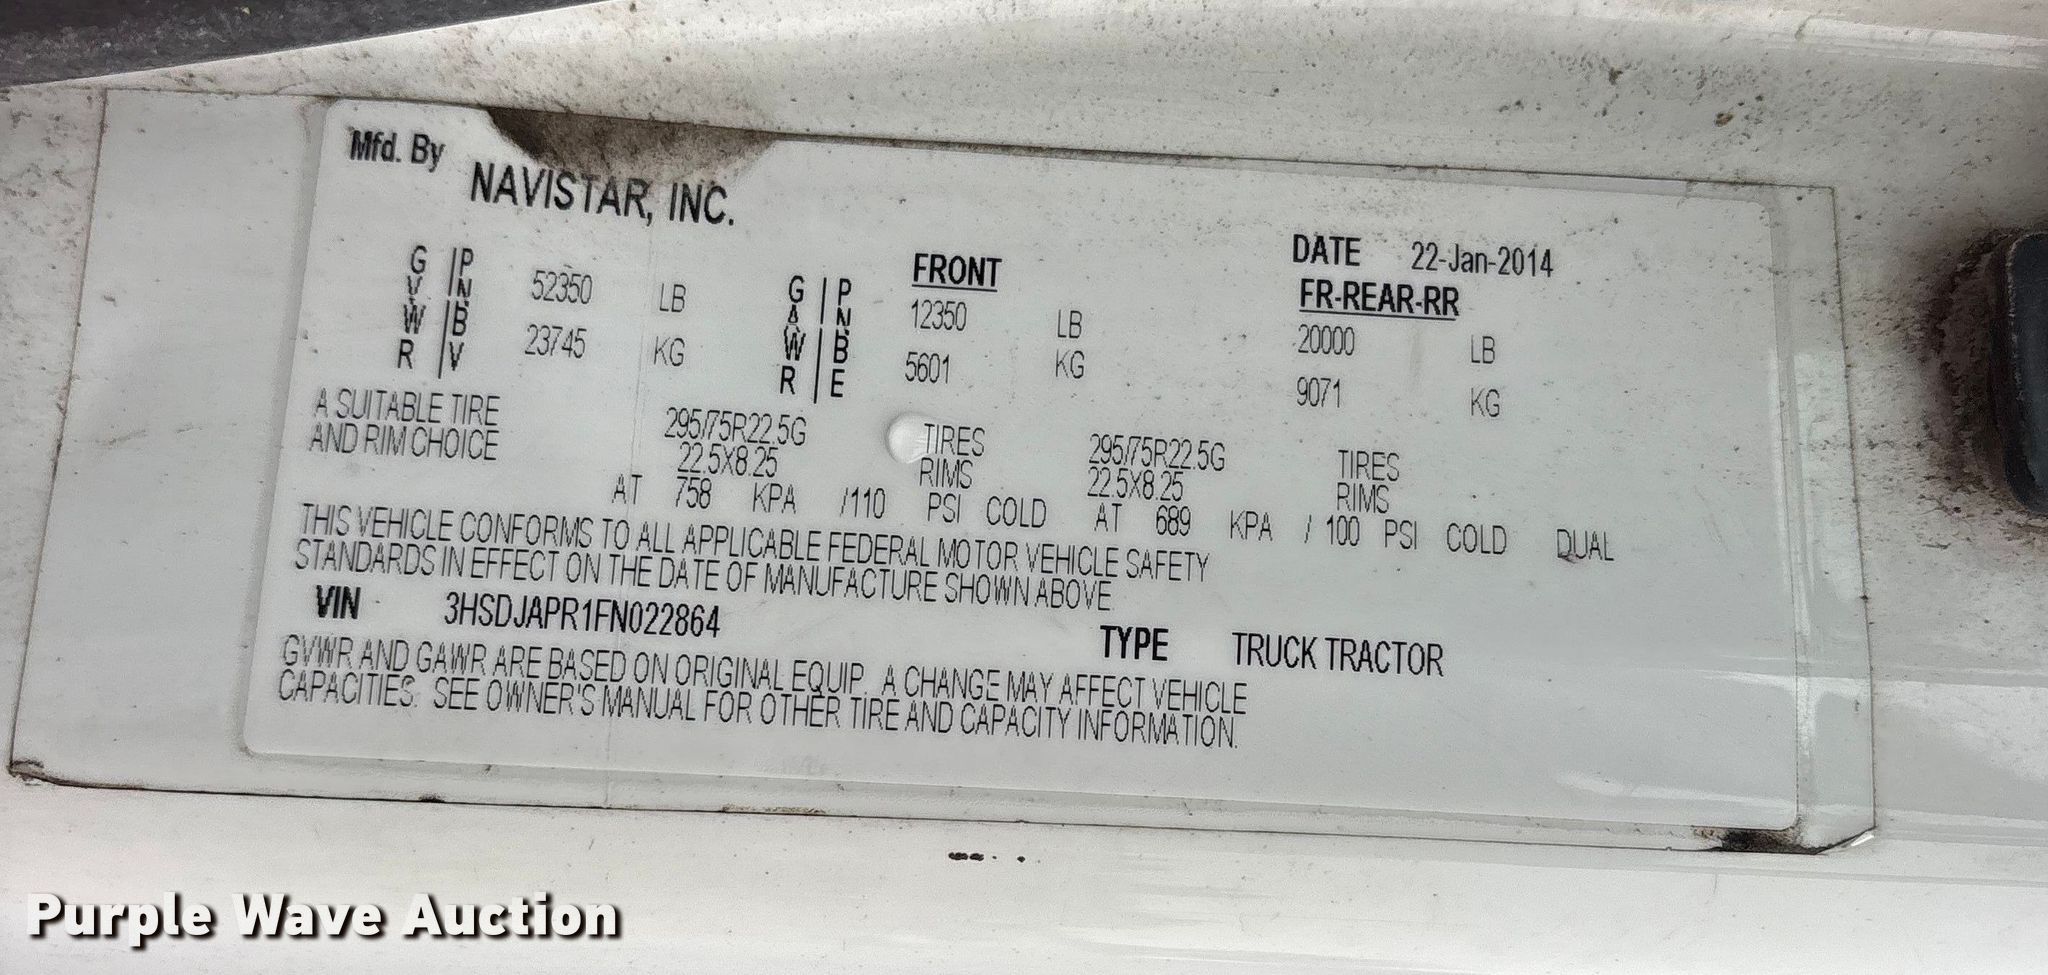 Mfd. By
NAVISTAR, INC.
DATE 22-Jan-2014
FRONT FR-REAR-RR
GVWR / PNBV 52350 LB GAWR / PNBE 12350 LB 20000 LB
23745 KG 5601 KG 9071 KG
A SUITABLE TIRE 295/75R22.5G TIRES 295/75R22.5G TIRES
AND RIM CHOICE 22.5X8.25 RIMS 22.5X8.25 RIMS
AT 758 KPA /110 PSI COLD AT 689 KPA / 100 PSI COLD DUAL
THIS VEHICLE CONFORMS TO ALL APPLICABLE FEDERAL MOTOR VEHICLE SAFETY
STANDARDS IN EFFECT ON THE DATE OF MANUFACTURE SHOWN ABOVE
VIN 3HSDJAPR1FN022864 TYPE TRUCK TRACTOR
GVWR AND GAWR ARE BASED ON ORIGINAL EQUIP. A CHANGE MAY AFFECT VEHICLE
CAPACITIES. SEE OWNER'S MANUAL FOR OTHER TIRE AND CAPACITY INFORMATION.
Purple Wave Auction